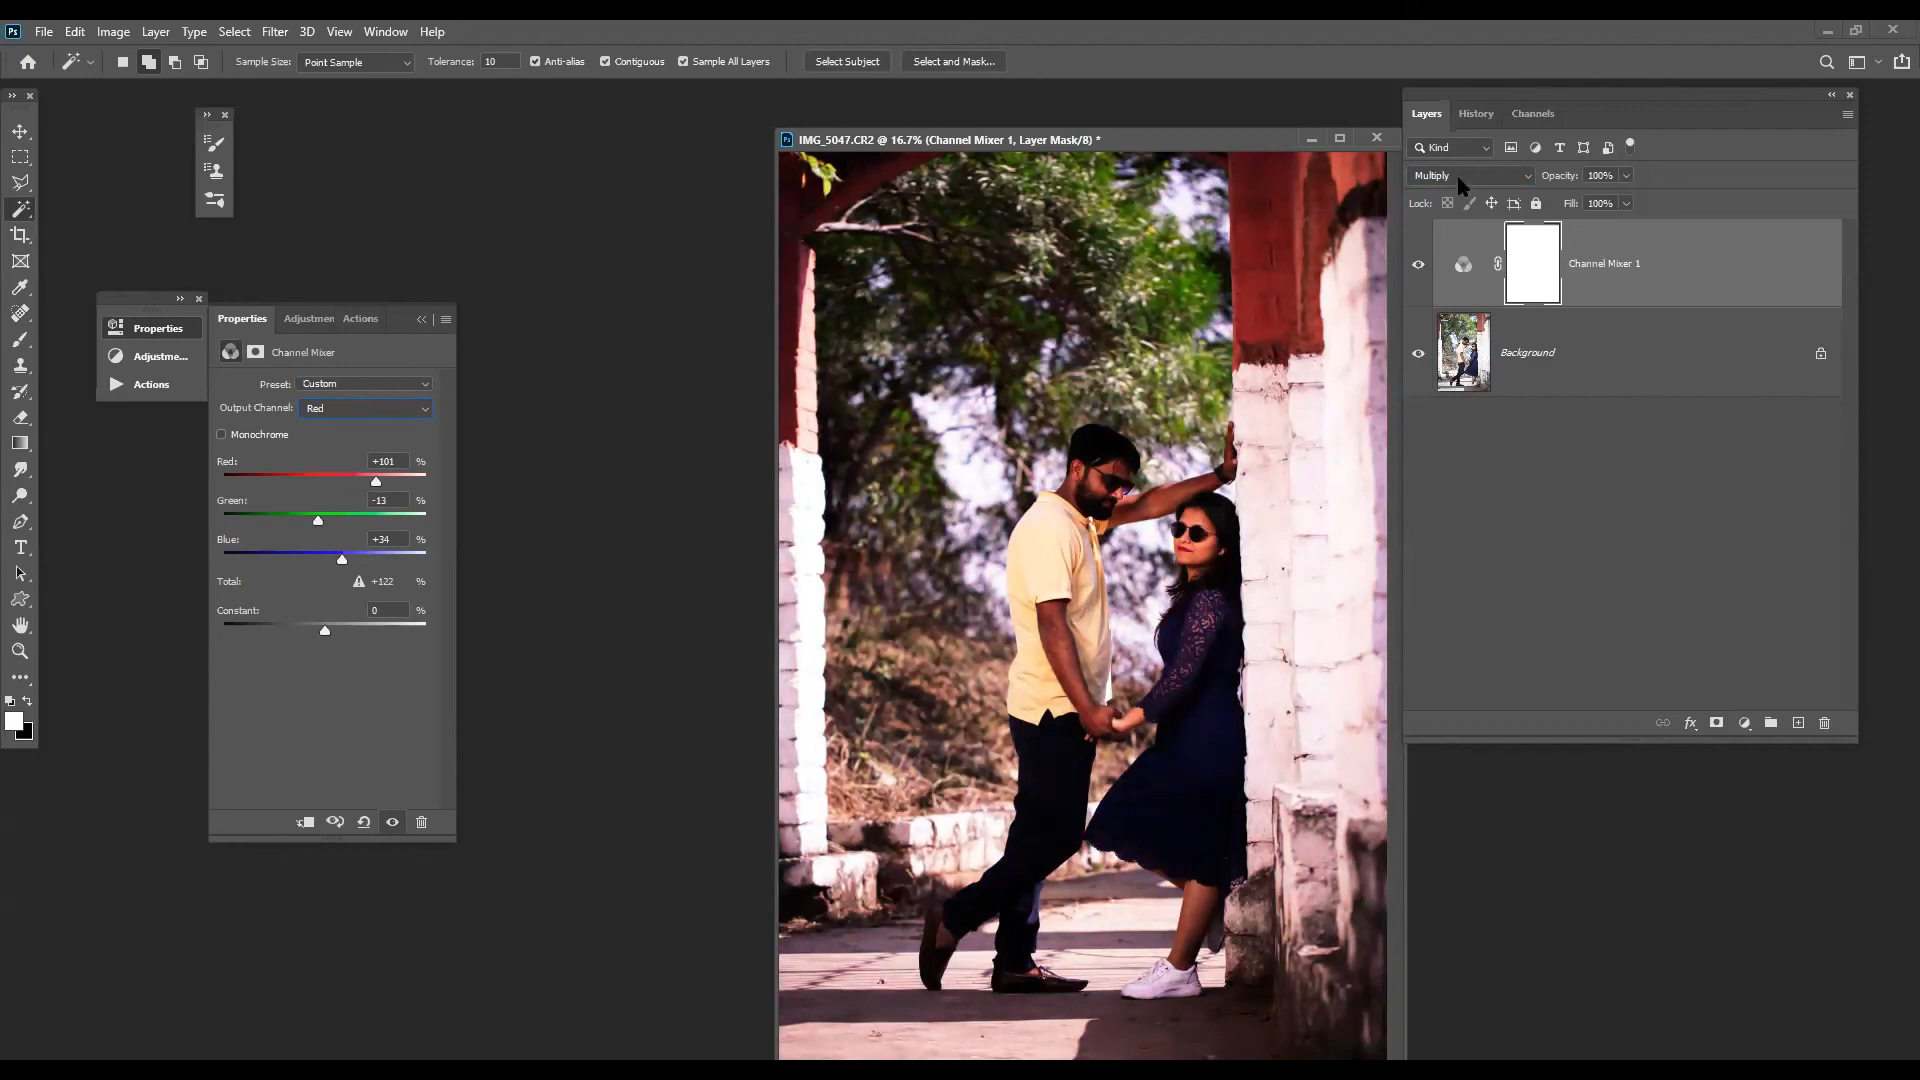 Ps File Edit Image Layer Type Select Filter 3D View Window Help
Sample Size: Point Sample Tolerance: 10 Anti-alias Contiguous Sample All Layers Select Subject Select and Mask...
IMG_5047.CR2 @ 16.7% (Channel Mixer 1, Layer Mask/8) *
Properties
Adjustme...
Actions
Properties Adjustmen Actions
Channel Mixer
Preset: Custom
Output Channel: Red
Monochrome
Red: +101 %
Green: -13 %
Blue: +34 %
Total: +122 %
Constant: 0 %
Layers History Channels
Kind
Multiply Opacity: 100%
Lock: Fill: 100%
Channel Mixer 1
Background
fx